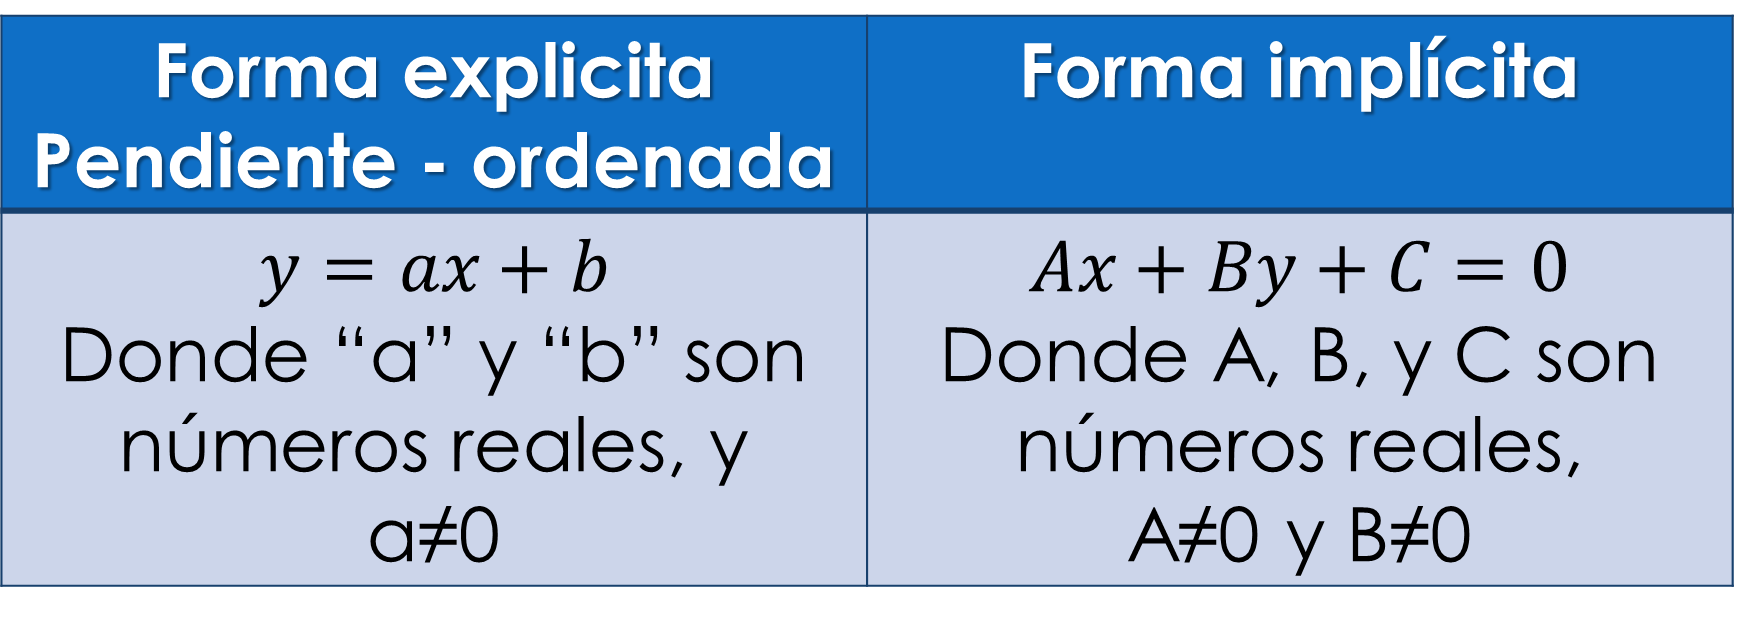 Forma explicita
Pendiente - ordenada
Forma implícita
y = ax + b
Donde “a” y “b” son
números reales, y
a≠0
Ax + By + C = 0
Donde A, B, y C son
números reales,
A≠0 y B≠0